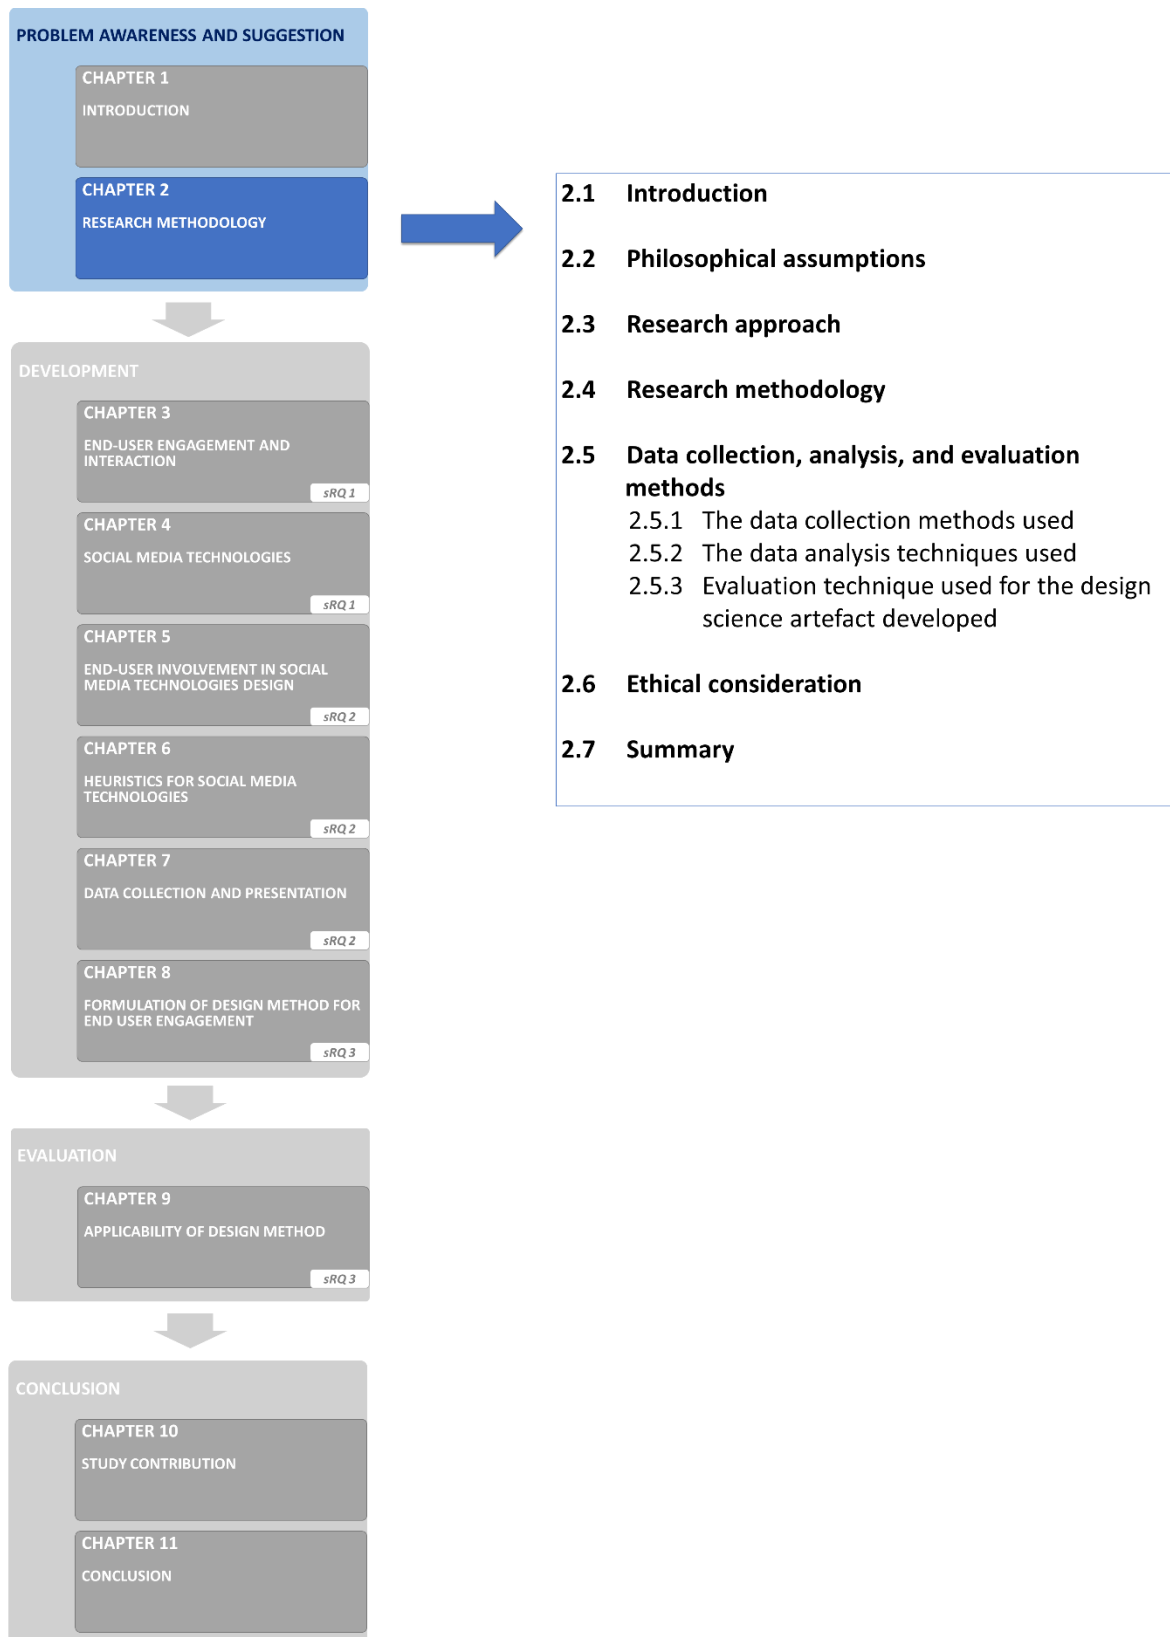 PROBLEM AWARENESS AND SUGGESTION
CHAPTER 1
INTRODUCTION
CHAPTER 2
RESEARCH METHODOLOGY
DEVELOPMENT
CHAPTER 3
END-USER ENGAGEMENT AND
INTERACTION
sRQ 1
CHAPTER 4
SOCIAL MEDIA TECHNOLOGIES
sRQ 1
CHAPTER 5
END-USER INVOLVEMENT IN SOCIAL
MEDIA TECHNOLOGIES DESIGN
sRQ 2
CHAPTER 6
HEURISTICS FOR SOCIAL MEDIA
TECHNOLOGIES
sRQ 2
CHAPTER 7
DATA COLLECTION AND PRESENTATION
sRQ 2
CHAPTER 8
FORMULATION OF DESIGN METHOD FOR
END USER ENGAGEMENT
sRQ 3
EVALUATION
CHAPTER 9
APPLICABILITY OF DESIGN METHOD
sRQ 3
CONCLUSION
CHAPTER 10
STUDY CONTRIBUTION
CHAPTER 11
CONCLUSION
2.1 Introduction
2.2 Philosophical assumptions
2.3 Research approach
2.4 Research methodology
2.5 Data collection, analysis, and evaluation
methods
2.5.1 The data collection methods used
2.5.2 The data analysis techniques used
2.5.3 Evaluation technique used for the design
science artefact developed
2.6 Ethical consideration
2.7 Summary